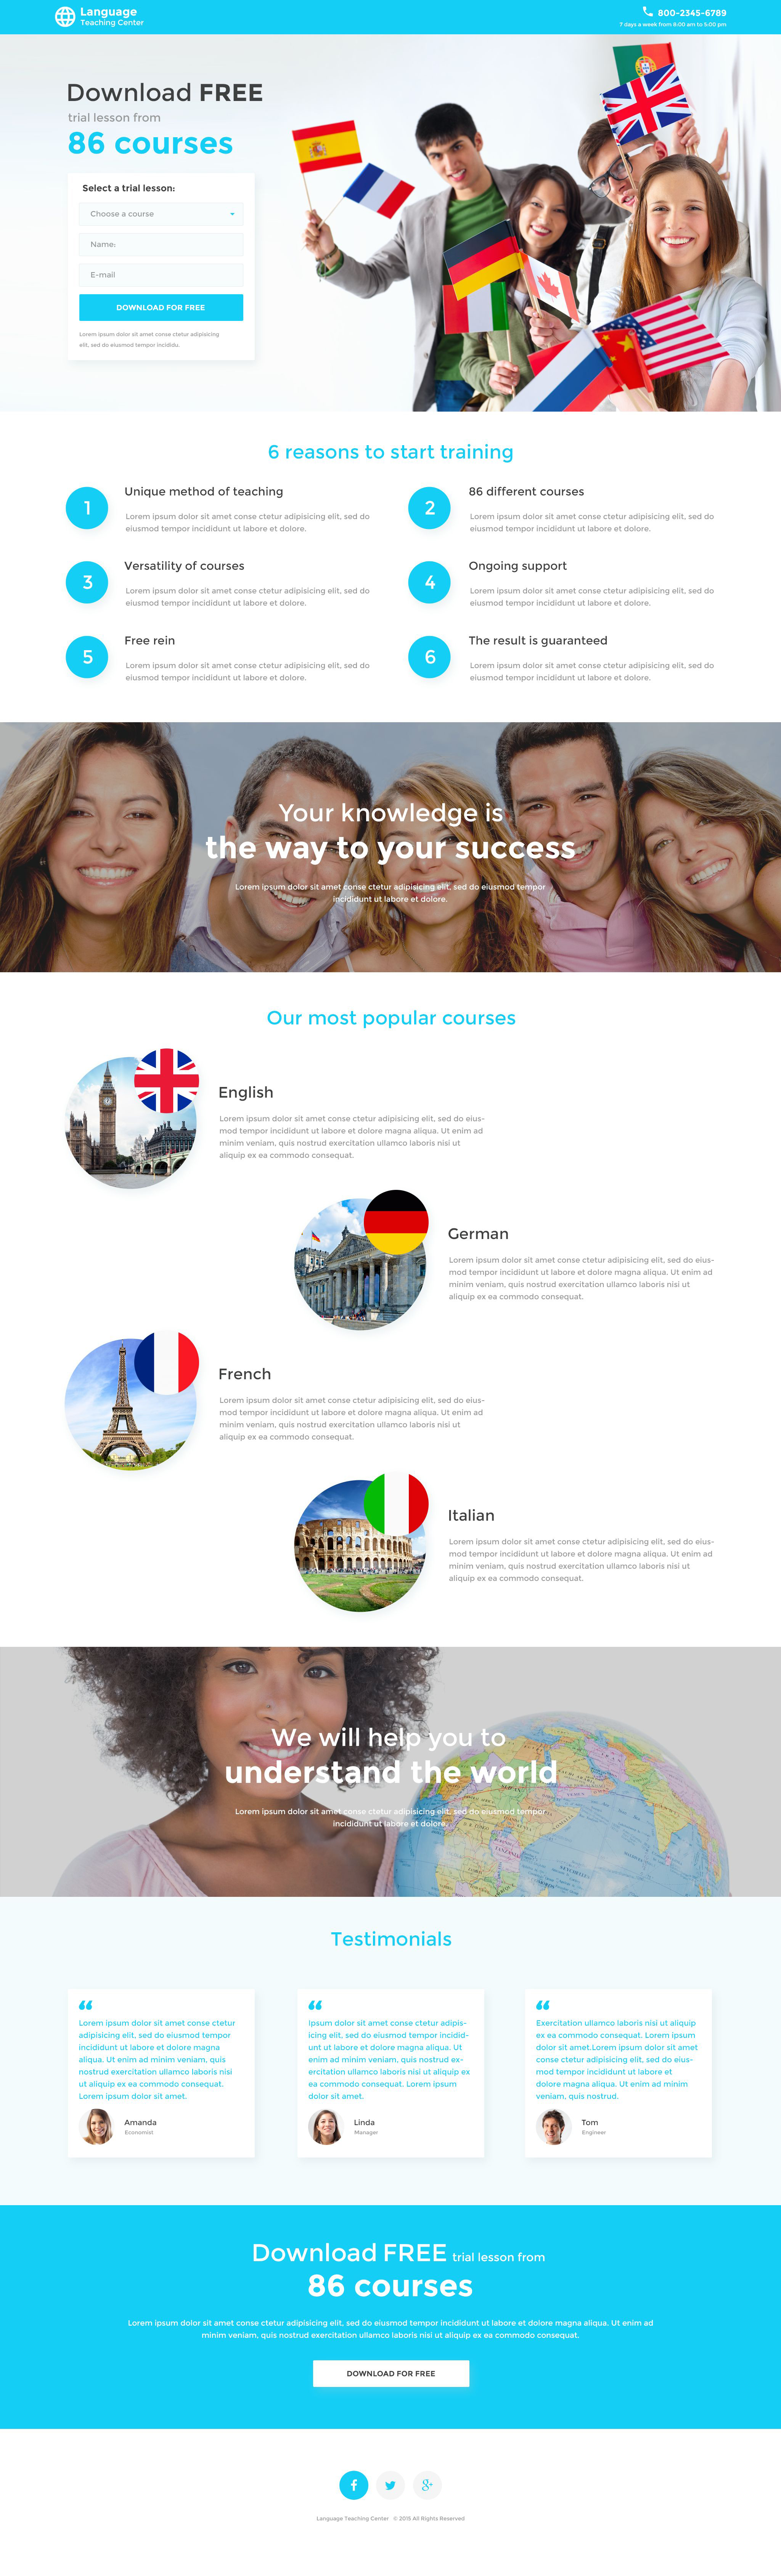 Language
Teaching Center
800-2345-6789
7 days a week from 6:00 am to 5:00 pm
Download FREE
trial lesson from
86 courses
Select a trial lesson:
Choose a course
Name:
E-mail
DOWNLOAD FOR FREE
Lorem ipsum dolor sit amet conse ctetur adipisicing
elit, sed do eiusmod tempor incididu.
6 reasons to start training
1
Unique method of teaching
Lorem ipsum dolor sit amet conse ctetur adipisicing elit, sed do
eiusmod tempor incididunt ut labore et dolore.
2
86 different courses
Lorem ipsum dolor sit amet conse ctetur adipisicing elit, sed do
eiusmod tempor incididunt ut labore et dolore.
3
Versatility of courses
Lorem ipsum dolor sit amet conse ctetur adipisicing elit, sed do
eiusmod tempor incididunt ut labore et dolore.
4
Ongoing support
Lorem ipsum dolor sit amet conse ctetur adipisicing elit, sed do
eiusmod tempor incididunt ut labore et dolore.
5
Free rein
Lorem ipsum dolor sit amet conse ctetur adipisicing elit, sed do
eiusmod tempor incididunt ut labore et dolore.
6
The result is guaranteed
Lorem ipsum dolor sit amet conse ctetur adipisicing elit, sed do
eiusmod tempor incididunt ut labore et dolore.
Your knowledge is
the way to your success
Lorem ipsum dolor sit amet conse ctetur adipisicing elit, sed do eiusmod tempor
incididunt ut labore et dolore.
Our most popular courses
English
Lorem ipsum dolor sit amet conse ctetur adipisicing elit, sed do eius-
mod tempor incididunt ut labore et dolore magna aliqua. Ut enim ad
minim veniam, quis nostrud exercitation ullamco laboris nisi ut
aliquip ex ea commodo consequat.
German
Lorem ipsum dolor sit amet conse ctetur adipisicing elit, sed do eius-
mod tempor incididunt ut labore et dolore magna aliqua. Ut enim ad
minim veniam, quis nostrud exercitation ullamco laboris nisi ut
aliquip ex ea commodo consequat.
French
Lorem ipsum dolor sit amet conse ctetur adipisicing elit, sed do eius-
mod tempor incididunt ut labore et dolore magna aliqua. Ut enim ad
minim veniam, quis nostrud exercitation ullamco laboris nisi ut
aliquip ex ea commodo consequat.
Italian
Lorem ipsum dolor sit amet conse ctetur adipisicing elit, sed do eius-
mod tempor incididunt ut labore et dolore magna aliqua. Ut enim ad
minim veniam, quis nostrud exercitation ullamco laboris nisi ut
aliquip ex ea commodo consequat.
We will help you to
understand the world
Lorem ipsum dolor sit amet conse ctetur adipisicing elit, sed do eiusmod tempor
incididunt ut labore et dolore.
Testimonials
“
Lorem ipsum dolor sit amet conse ctetur
adipisicing elit, sed do eiusmod tempor
incididunt ut labore et dolore magna
aliqua. Ut enim ad minim veniam, quis
nostrud exercitation ullamco laboris nisi
ut aliquip ex ea commodo consequat.
Lorem ipsum dolor sit amet.
Amanda
Economist
“
Ipsum dolor sit amet conse ctetur adipis-
icing elit, sed do eiusmod tempor incidid-
unt ut labore et dolore magna aliqua. Ut
enim ad minim veniam, quis nostrud ex-
ercitation ullamco laboris nisi ut aliquip ex
ea commodo consequat. Lorem ipsum
dolor sit amet.
Linda
Manager
“
Exercitation ullamco laboris nisi ut aliquip
ex ea commodo consequat. Lorem ipsum
dolor sit amet.Lorem ipsum dolor sit amet
conse ctetur adipisicing elit, sed do eius-
mod tempor incididunt ut labore et
dolore magna aliqua. Ut enim ad minim
veniam, quis nostrud.
Tom
Engineer
Download FREE trial lesson from
86 courses
Lorem ipsum dolor sit amet conse ctetur adipisicing elit, sed do eiusmod tempor incididunt ut labore et dolore magna aliqua. Ut enim ad
minim veniam, quis nostrud exercitation ullamco laboris nisi ut aliquip ex ea commodo consequat.
DOWNLOAD FOR FREE
Language Teaching Center © 2015 All Rights Reserved